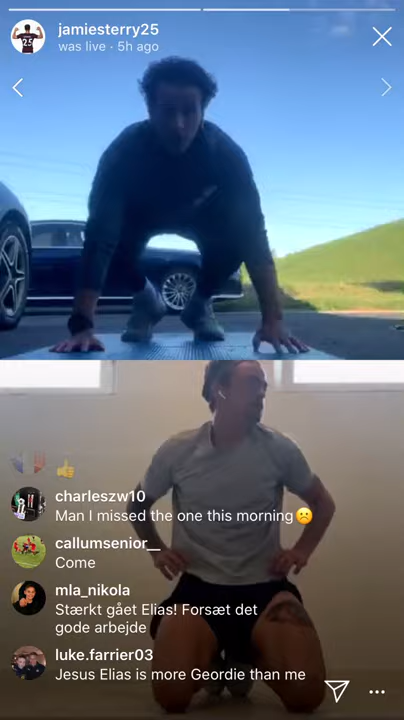 jamiesterry25
was live · 5h ago
charleszw10
Man I missed the one this morning☹️
callumsenior__
Come
mla_nikola
Stærkt gået Elias! Forsæt det
gode arbejde
luke.farrier03
Jesus Elias is more Geordie than me